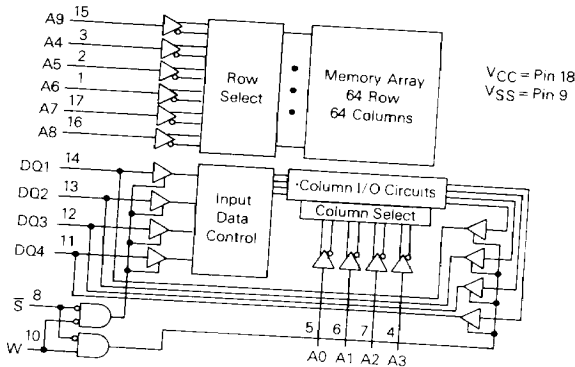 A9 15
A4 3
A5 2
A6 1
A7 17
A8 16
Row
Select
Memory Array
64 Row
64 Columns
VCC = Pin 18
VSS = Pin 9
DQ1 14
DQ2 13
DQ3 12
DQ4 11
Input
Data
Control
Column I/O Circuits
Column Select
S̅ 8
W 10
5 6 7 4
A0 A1 A2 A3